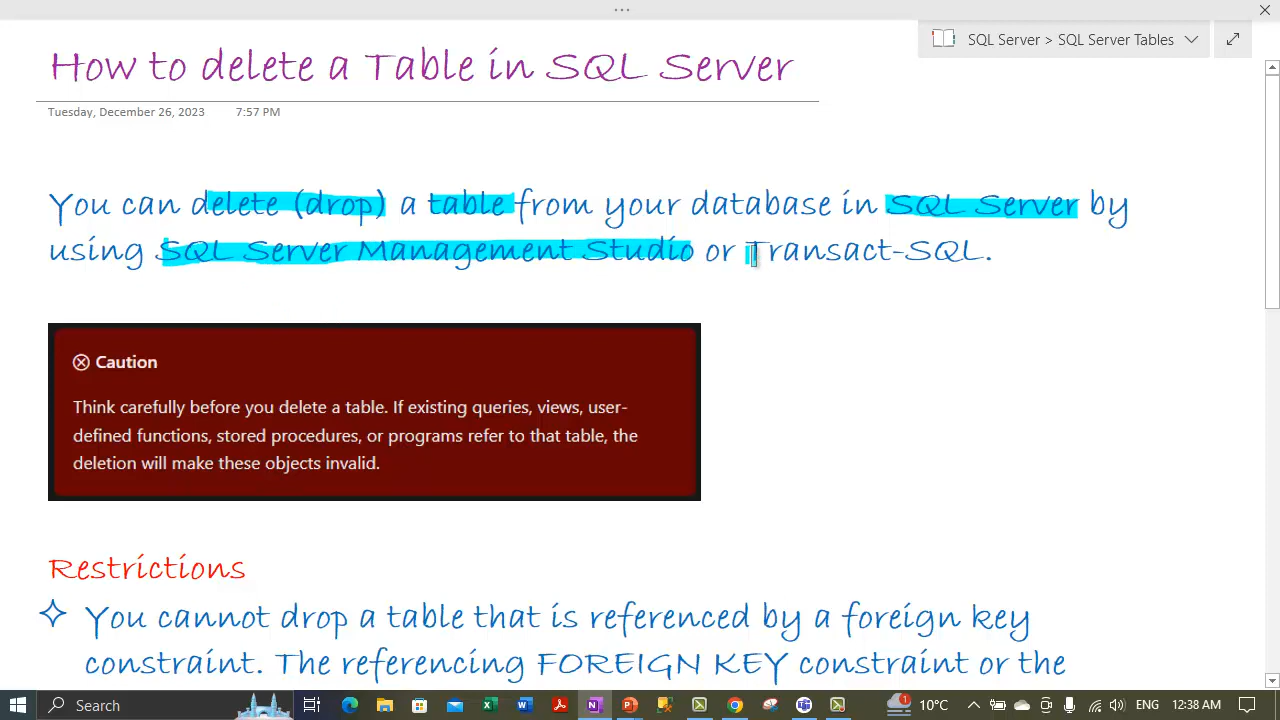 SQL Server > SQL Server Tables
How to delete a Table in SQL Server
Tuesday, December 26, 2023 7:57 PM
You can delete (drop) a table from your database in SQL Server by
using SQL Server Management Studio or Transact-SQL.
Caution
Think carefully before you delete a table. If existing queries, views, user-
defined functions, stored procedures, or programs refer to that table, the
deletion will make these objects invalid.
Restrictions
You cannot drop a table that is referenced by a foreign key
constraint. The referencing FOREIGN KEY constraint or the
Search 1 10°C ENG 12:38 AM